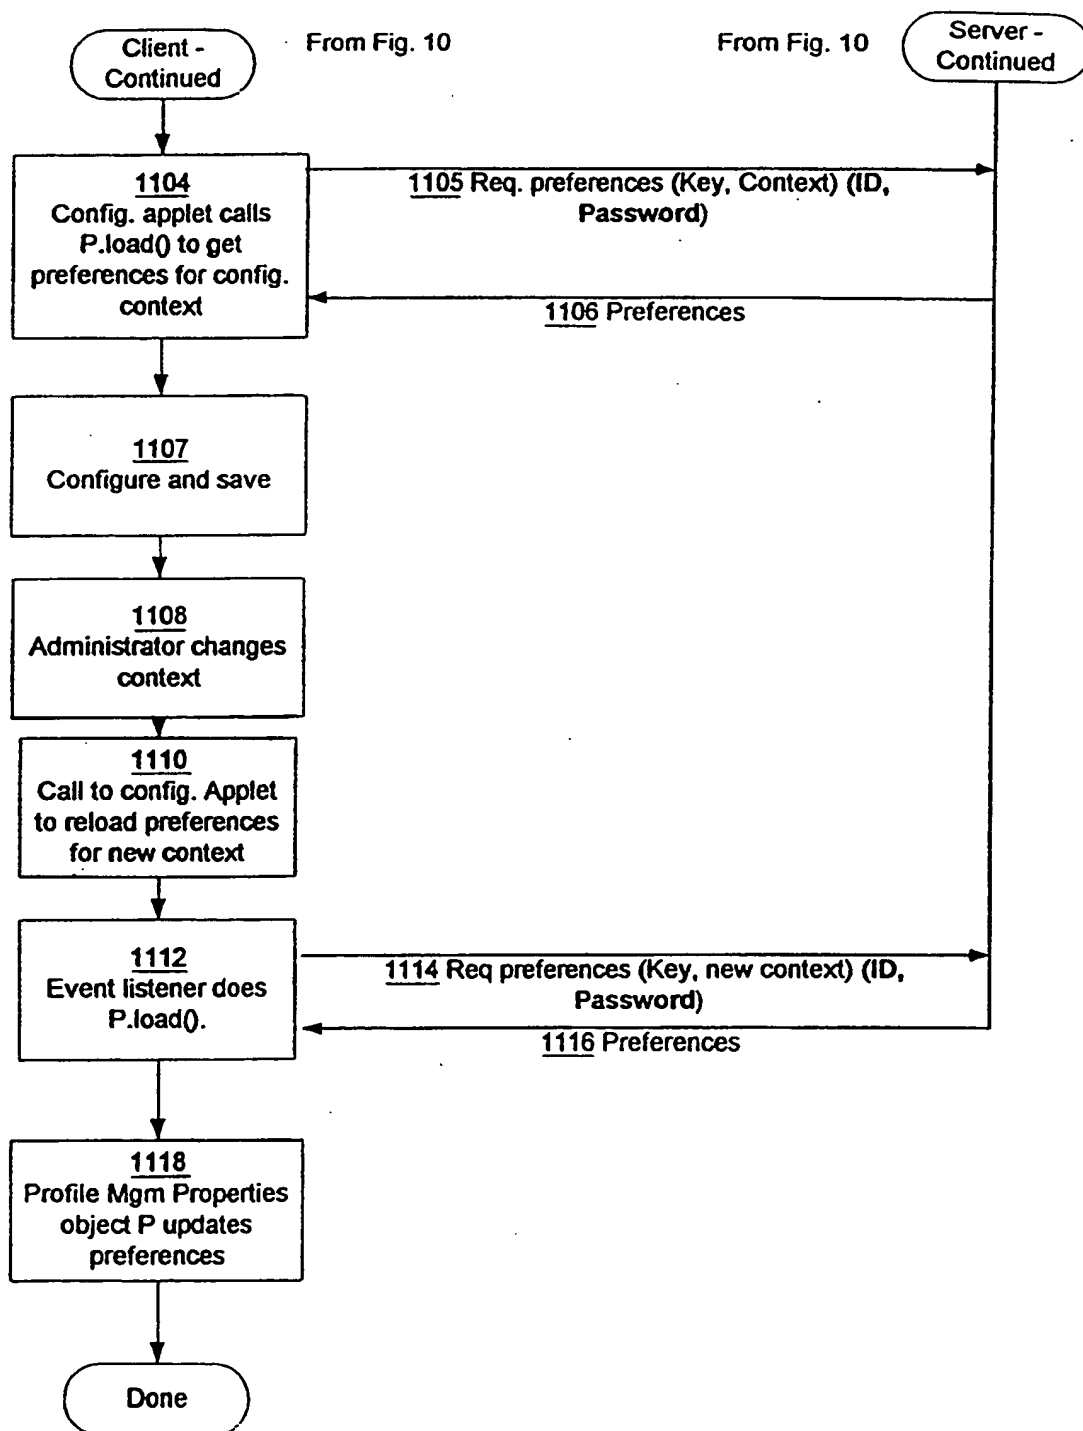 Client -
Continued
From Fig. 10
From Fig. 10
Server -
Continued
1104
Config. applet calls
P.load() to get
preferences for config.
context
1105 Req. preferences (Key, Context) (ID,
Password)
1106 Preferences
1107
Configure and save
1108
Administrator changes
context
1110
Call to config. Applet
to reload preferences
for new context
1112
Event listener does
P.load().
1114 Req preferences (Key, new context) (ID,
Password)
1116 Preferences
1118
Profile Mgm Properties
object P updates
preferences
Done